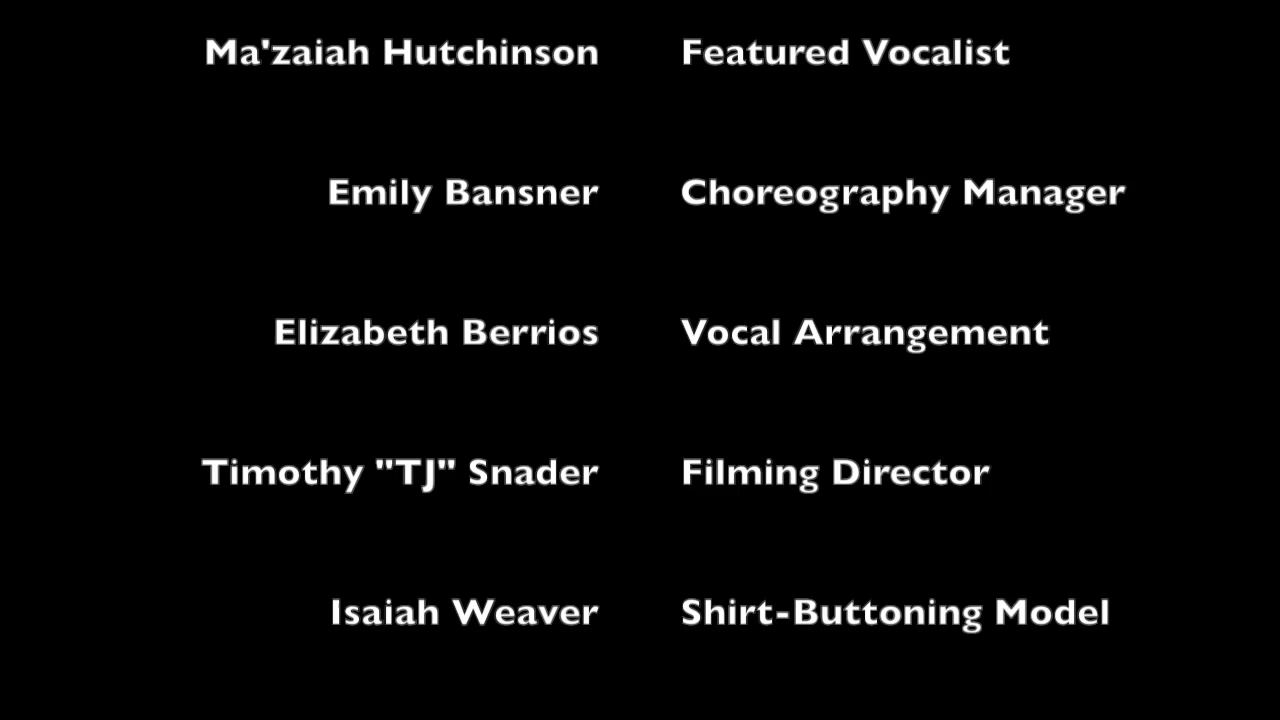 Ma'zaiah Hutchinson Featured Vocalist
Emily Bansner Choreography Manager
Elizabeth Berrios Vocal Arrangement
Timothy "TJ" Snader Filming Director
Isaiah Weaver Shirt-Buttoning Model